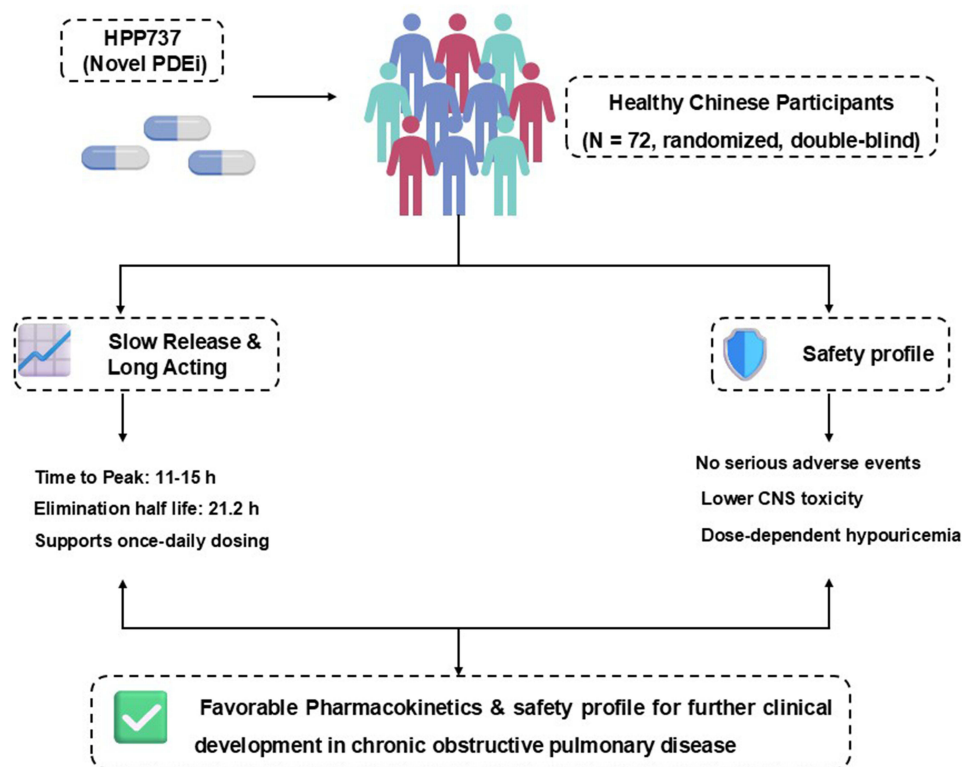 HPP737
(Novel PDEi)
Healthy Chinese Participants
(N = 72, randomized, double-blind)
Slow Release &
Long Acting
Safety profile
Time to Peak: 11-15 h
Elimination half life: 21.2 h
Supports once-daily dosing
No serious adverse events
Lower CNS toxicity
Dose-dependent hypouricemia
Favorable Pharmacokinetics & safety profile for further clinical
development in chronic obstructive pulmonary disease